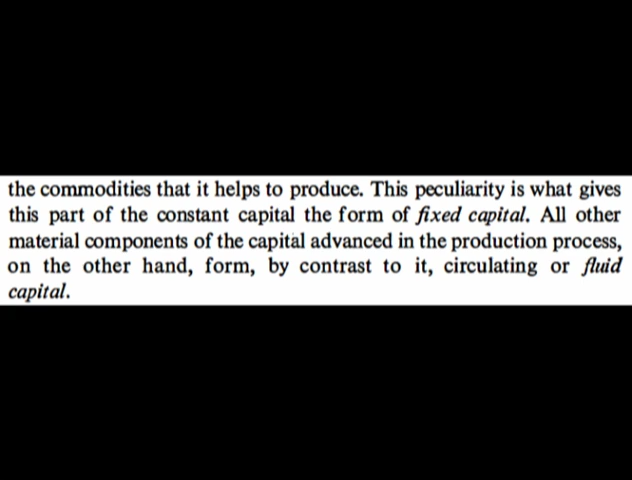 the commodities that it helps to produce. This peculiarity is what gives
this part of the constant capital the form of fixed capital. All other
material components of the capital advanced in the production process,
on the other hand, form, by contrast to it, circulating or fluid
capital.